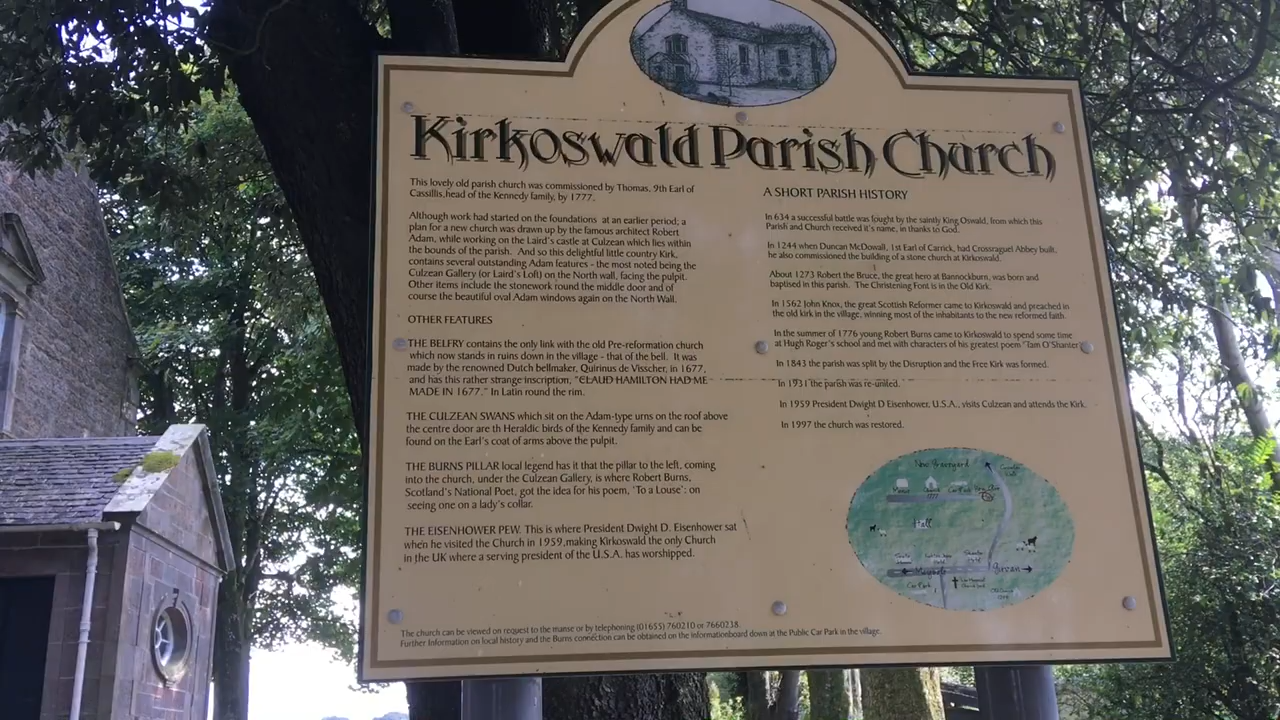 Kirkoswald Parish Church
This lovely old parish church was commissioned by Thomas, 9th Earl of
Cassillis, head of the Kennedy family, by 1777.
Although work had started on the foundations at an earlier period; a
plan for a new church was drawn up by the famous architect Robert
Adam, while working on the Laird's castle at Culzean which lies within
the bounds of the parish. And so this delightful little country Kirk,
contains several outstanding Adam features - the most noted being the
Culzean Gallery (or Laird's Loft) on the North wall, facing the pulpit.
Other items include the stonework round the middle door and of
course the beautiful oval Adam windows again on the North Wall.
OTHER FEATURES
THE BELFRY contains the only link with the old Pre-reformation church
which now stands in ruins down in the village - that of the bell. It was
made by the renowned Dutch bellmaker, Quirinus de Visscher, in 1677,
and has this rather strange inscription, "CLAUD HAMILTON HAD ME
MADE IN 1677." In Latin round the rim.
THE CULZEAN SWANS which sit on the Adam-type urns on the roof above
the centre door are th Heraldic birds of the Kennedy family and can be
found on the Earl's coat of arms above the pulpit.
THE BURNS PILLAR local legend has it that the pillar to the left, coming
into the church, under the Culzean Gallery, is where Robert Burns,
Scotland's National Poet, got the idea for his poem, 'To a Louse': on
seeing one on a lady's collar.
THE EISENHOWER PEW. This is where President Dwight D. Eisenhower sat
when he visited the Church in 1959, making Kirkoswald the only Church
in the UK where a serving president of the U.S.A. has worshipped.
A SHORT PARISH HISTORY
In 634 a successful battle was fought by the saintly King Oswald, from which this
Parish and Church received it's name, in thanks to God.
In 1244 when Duncan McDowall, 1st Earl of Carrick, had Crossraguel Abbey built,
he also commissioned the building of a stone church at Kirkoswald.
About 1273 Robert the Bruce, the great hero at Bannockburn, was born and
baptised in this parish. The Christening Font is in the Old Kirk.
In 1562 John Knox, the great Scottish Reformer came to Kirkoswald and preached in
the old kirk in the village, winning most of the inhabitants to the new reformed faith.
In the summer of 1776 young Robert Burns came to Kirkoswald to spend some time
at Hugh Roger's school and met with characters of his greatest poem "Tam O'Shanter
In 1843 the parish was split by the Disruption and the Free Kirk was formed.
In 1931 the parish was re-united.
In 1959 President Dwight D Eisenhower, U.S.A., visits Culzean and attends the Kirk.
In 1997 the church was restored.
New Graveyard
Manse
Church
1777
Car Park
Hall
Car Park
The church can be viewed on request to the manse or by telephoning (01655) 760210 or 7660238.
Further Information on local history and the Burns connection can be obtained on the informationboard down at the Public Car Park in the village.